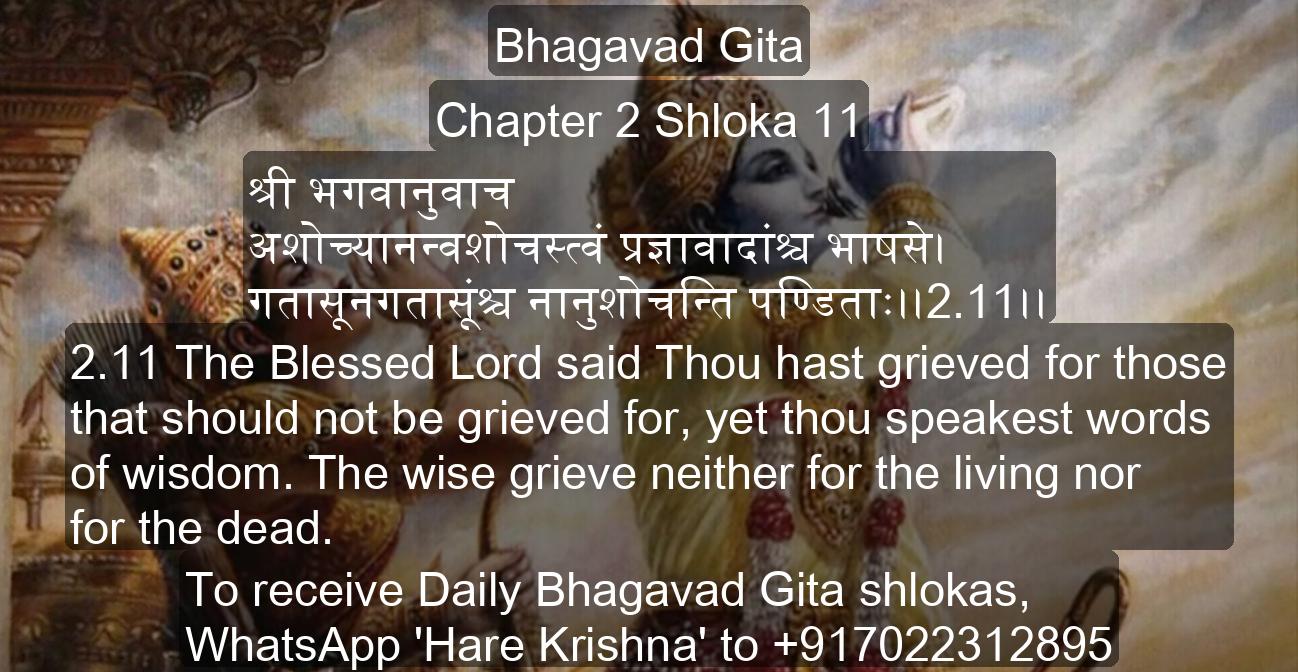 Bhagavad Gita
Chapter 2 Shloka 11
श्री भगवानुवाच
अशोच्यानन्वशोचस्त्वं प्रज्ञावादांश्च भाषसे।
गतासूनगतासूंश्च नानुशोचन्ति पण्डिताः।।2.11।।
2.11 The Blessed Lord said Thou hast grieved for those
that should not be grieved for, yet thou speakest words
of wisdom. The wise grieve neither for the living nor
for the dead.
To receive Daily Bhagavad Gita shlokas,
WhatsApp 'Hare Krishna' to +917022312895